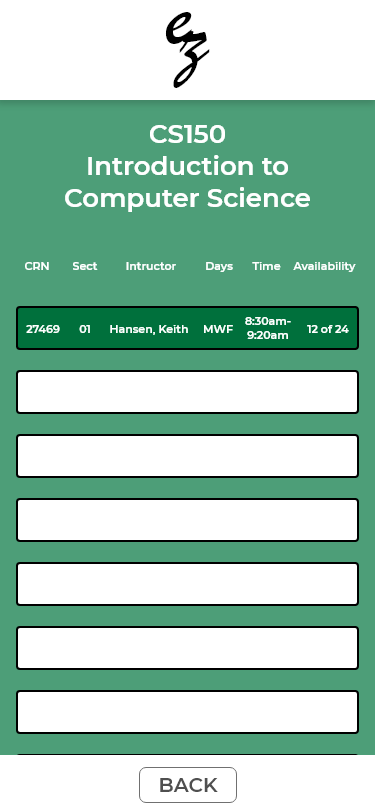 ez
CS150
Introduction to
Computer Science
CRN Sect Intructor Days Time Availability
27469 01 Hansen, Keith MWF 8:30am-
9:20am 12 of 24
BACK